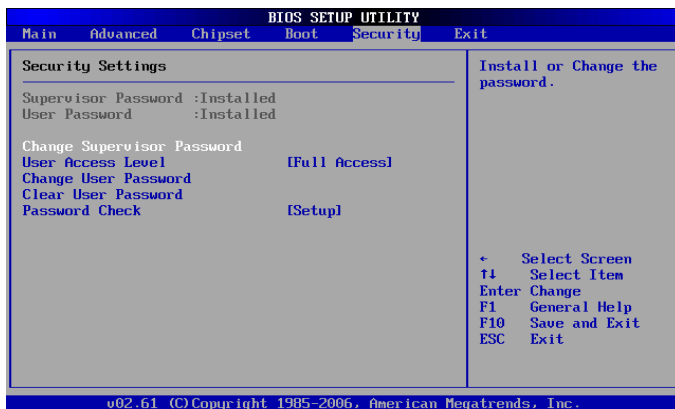 BIOS SETUP UTILITY
Main Advanced Chipset Boot Security Exit
Security Settings
Supervisor Password :Installed
User Password :Installed
Change Supervisor Password
User Access Level [Full Access]
Change User Password
Clear User Password
Password Check [Setup]
Install or Change the
password.
← Select Screen
↑↓ Select Item
Enter Change
F1 General Help
F10 Save and Exit
ESC Exit
v02.61 (C)Copyright 1985-2006, American Megatrends, Inc.